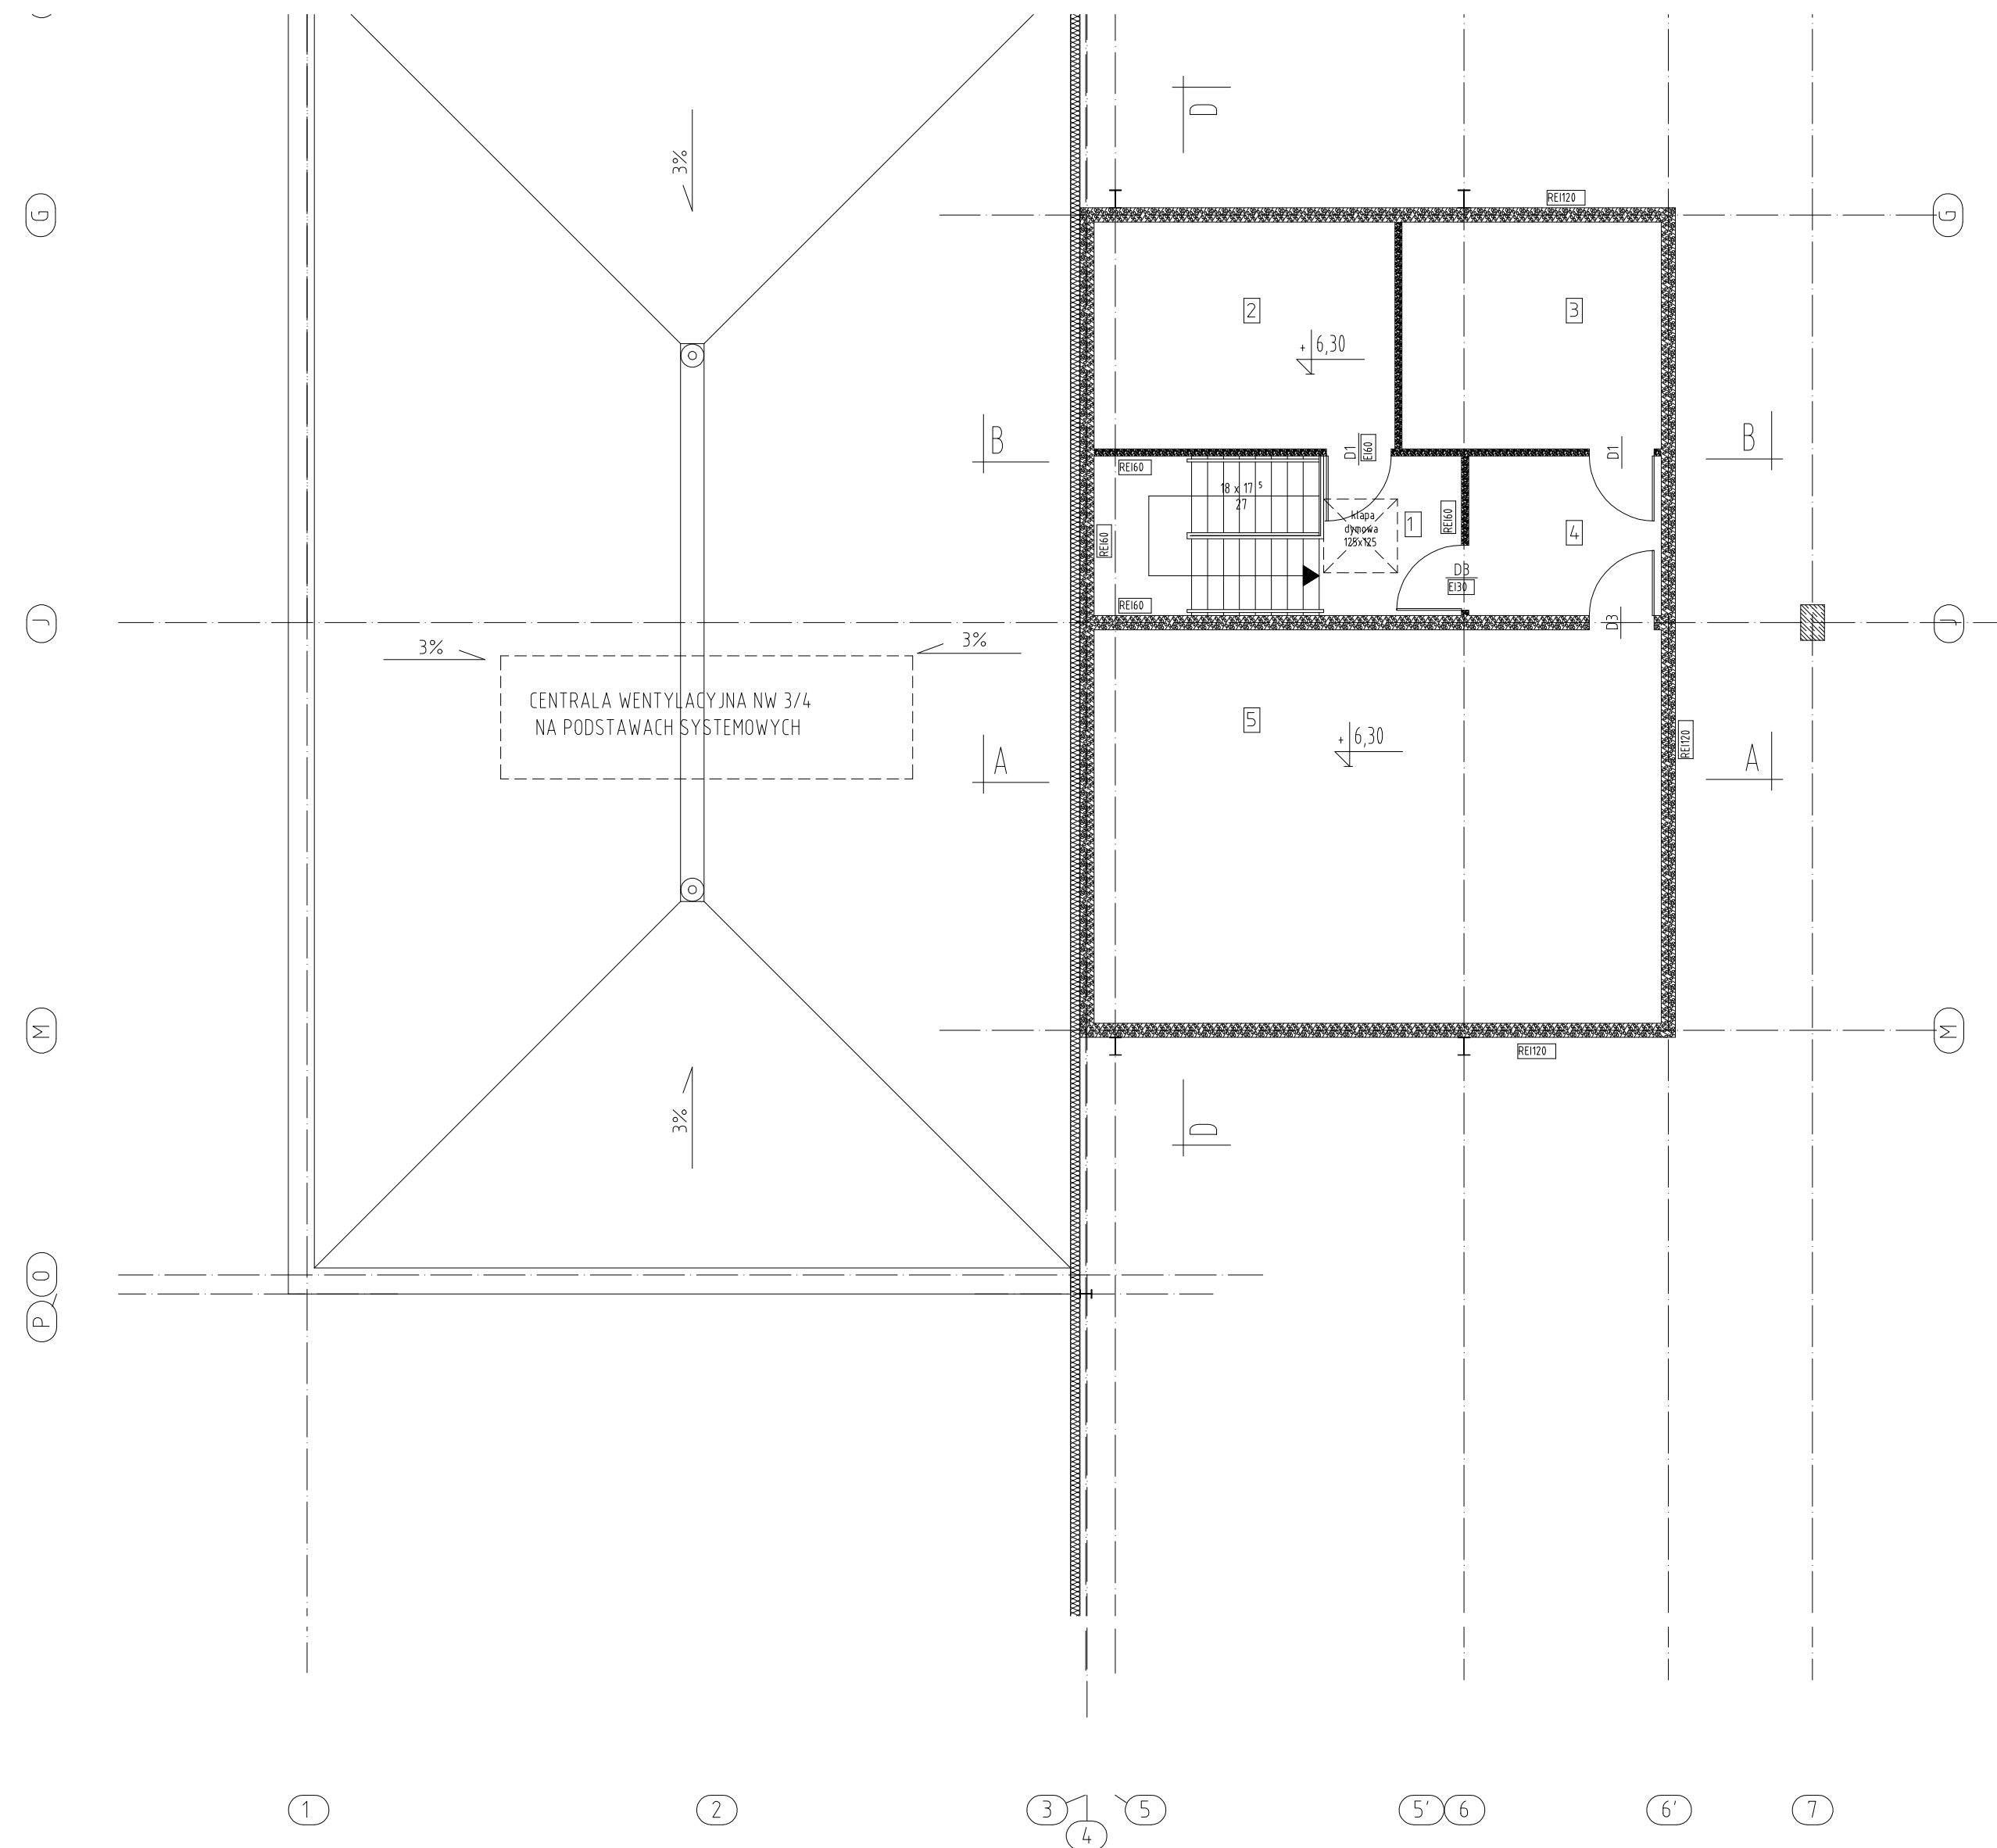 3%
D
G
REI120
G
2
3
+ 6,30
B
D1
EI60
D1
B
REI60
18 x 17 5
27
klapa
dymowa
125x125
1
REI60
4
REI60
D3
EI30
REI60
J
D3
J
3%
3%
CENTRALA WENTYLACYJNA NW 3/4
NA PODSTAWACH SYSTEMOWYCH
5
+ 6,30
REI120
A
A
M
M
REI120
3%
D
O
P
1
2
3
4
5
5'
6
6'
7